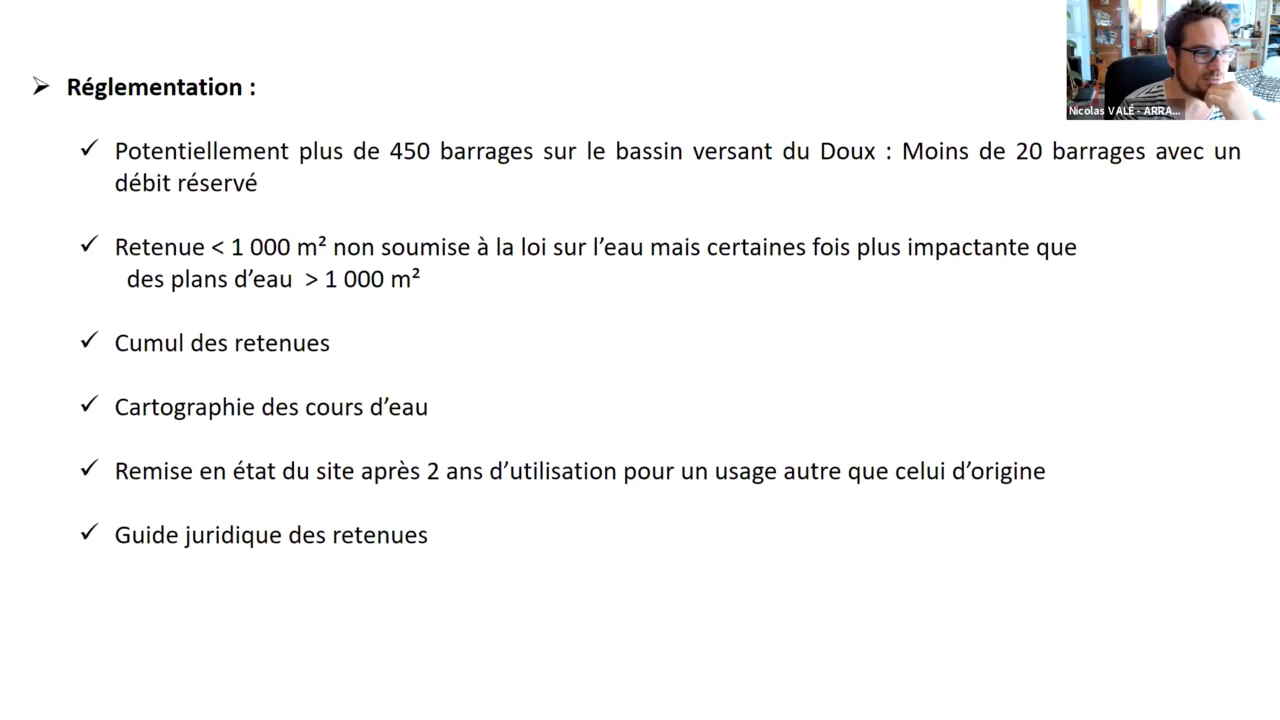 Nicolas VALÉ - ARRA...
➢ Réglementation :
✓ Potentiellement plus de 450 barrages sur le bassin versant du Doux : Moins de 20 barrages avec un
débit réservé
✓ Retenue < 1 000 m² non soumise à la loi sur l’eau mais certaines fois plus impactante que
des plans d’eau > 1 000 m²
✓ Cumul des retenues
✓ Cartographie des cours d’eau
✓ Remise en état du site après 2 ans d’utilisation pour un usage autre que celui d’origine
✓ Guide juridique des retenues